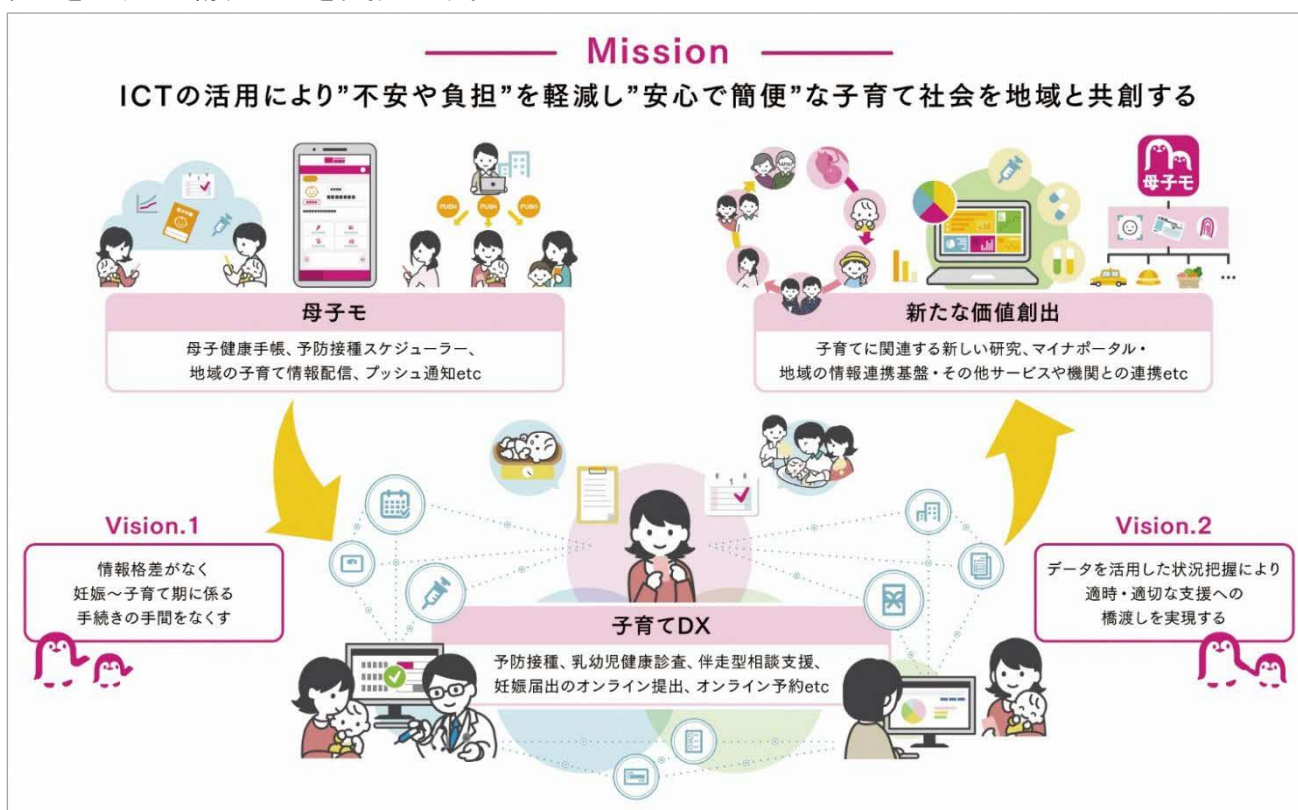 Mission
ICTの活用により”不安や負担”を軽減し”安心で簡便”な子育て社会を地域と共創する
PUSH PUSH PUSH
母子モ
母子モ
母子健康手帳、予防接種スケジューラー、
地域の子育て情報配信、プッシュ通知etc
...
新たな価値創出
子育てに関連する新しい研究、マイナポータル・
地域の情報連携基盤・その他サービスや機関との連携etc
Vision.1
情報格差がなく
妊娠～子育て期に係る
手続きの手間をなくす
子育てDX
予防接種、乳幼児健康診査、伴走型相談支援、
妊娠届出のオンライン提出、オンライン予約etc
Vision.2
データを活用した状況把握により
適時・適切な支援への
橋渡しを実現する